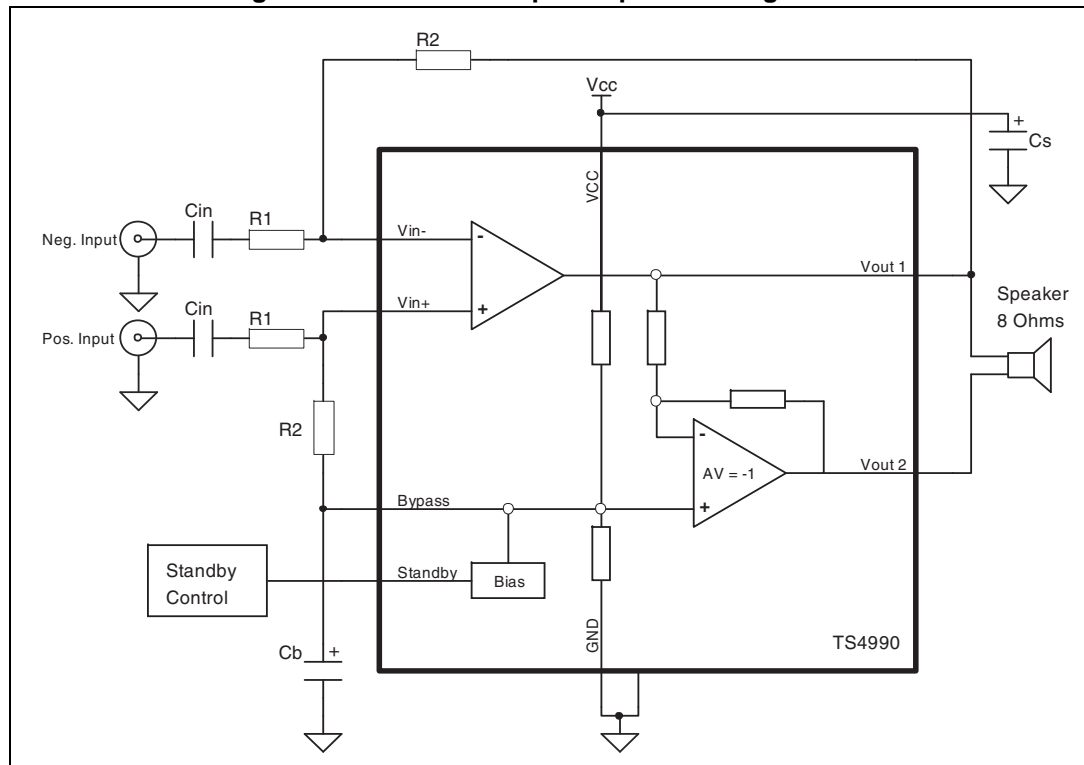 R2
Vcc
+
Cs
VCC
Cin
R1
Neg. Input
Vin-
-
Vout 1
Cin
R1
Vin+
+
Pos. Input
Speaker
8 Ohms
R2
-
AV = -1
Vout 2
+
Bypass
Standby
Control
Standby
Bias
GND
TS4990
Cb
+